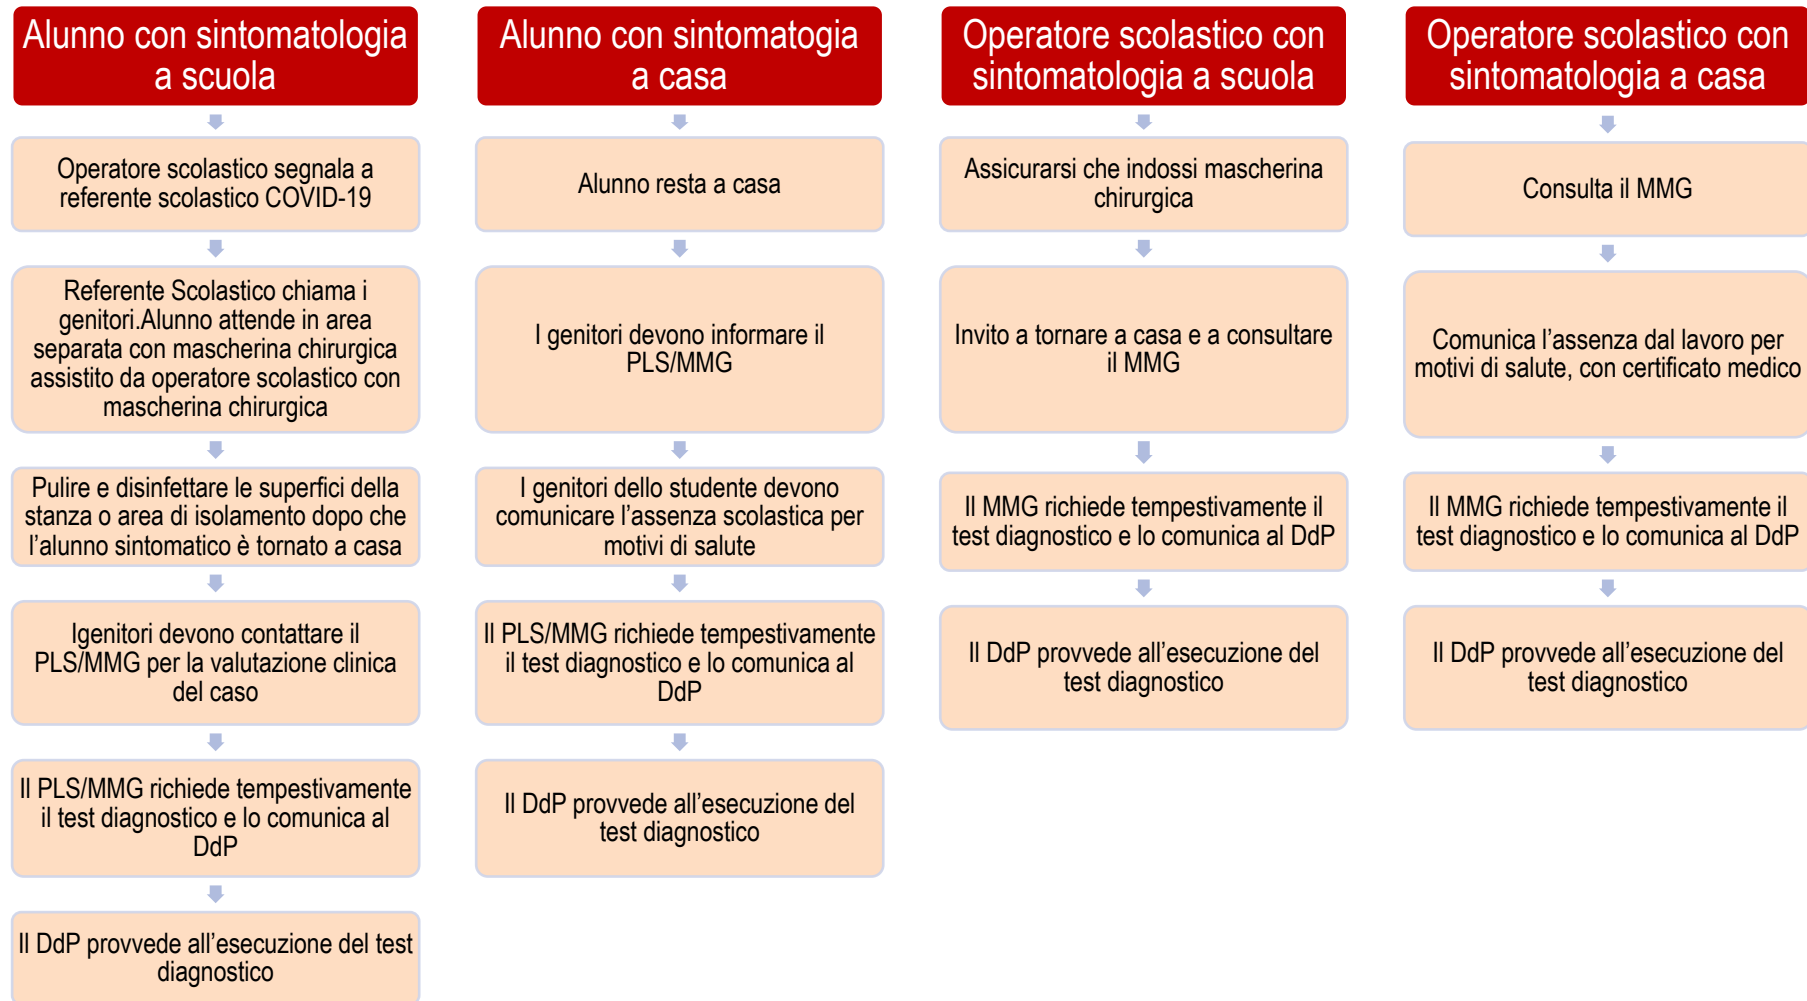 Alunno con sintomatologia
a scuola
Operatore scolastico segnala a
referente scolastico COVID-19
Referente Scolastico chiama i
genitori.Alunno attende in area
separata con mascherina chirurgica
assistito da operatore scolastico con
mascherina chirurgica
Pulire e disinfettare le superfici della
stanza o area di isolamento dopo che
l’alunno sintomatico è tornato a casa
Igenitori devono contattare il
PLS/MMG per la valutazione clinica
del caso
Il PLS/MMG richiede tempestivamente
il test diagnostico e lo comunica al
DdP
Il DdP provvede all’esecuzione del test
diagnostico
Alunno con sintomatogia
a casa
Alunno resta a casa
I genitori devono informare il
PLS/MMG
I genitori dello studente devono
comunicare l’assenza scolastica per
motivi di salute
Il PLS/MMG richiede tempestivamente
il test diagnostico e lo comunica al
DdP
Il DdP provvede all’esecuzione del
test diagnostico
Operatore scolastico con
sintomatologia a scuola
Assicurarsi che indossi mascherina
chirurgica
Invito a tornare a casa e a consultare
il MMG
Il MMG richiede tempestivamente il
test diagnostico e lo comunica al DdP
Il DdP provvede all’esecuzione del
test diagnostico
Operatore scolastico con
sintomatologia a casa
Consulta il MMG
Comunica l’assenza dal lavoro per
motivi di salute, con certificato medico
Il MMG richiede tempestivamente il
test diagnostico e lo comunica al DdP
Il DdP provvede all’esecuzione del
test diagnostico